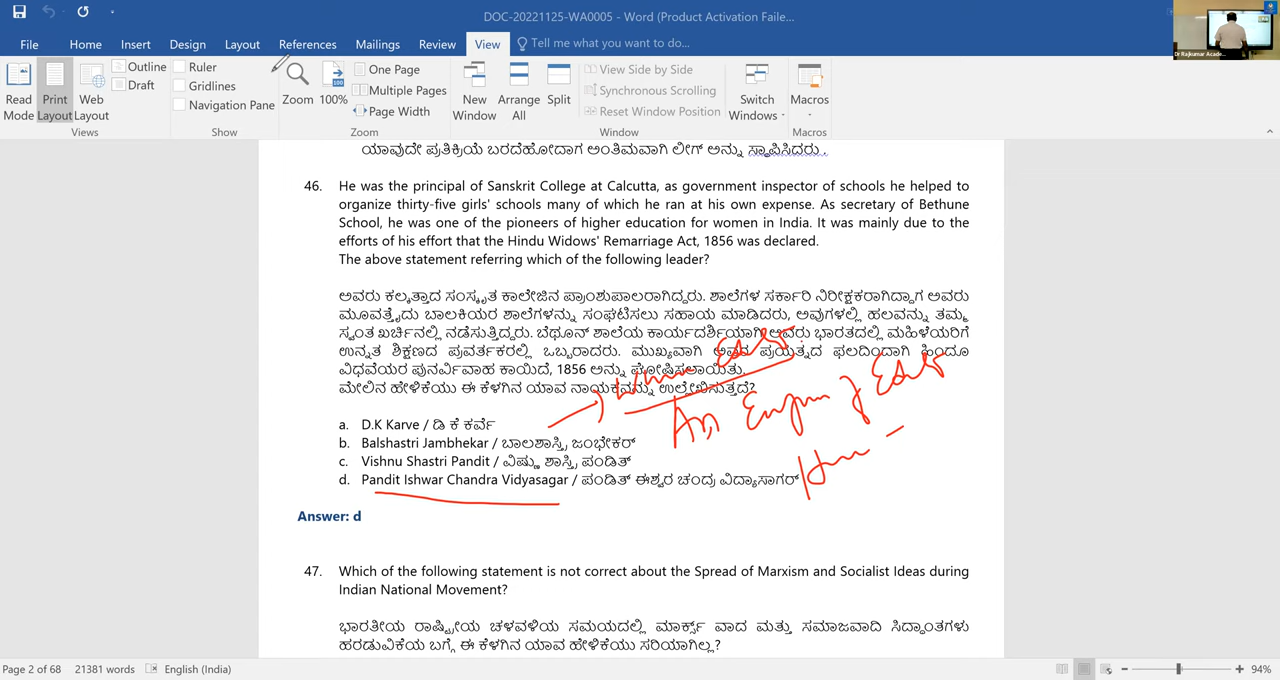 DOC-20221125-WA0005 - Word (Product Activation Faile...
File Home Insert Design Layout References Mailings Review View Tell me what you want to do...
Read Mode
Print Layout
Web Layout
Outline
Draft
Views
Ruler
Gridlines
Navigation Pane
Show
Zoom
100%
One Page
Multiple Pages
Page Width
Zoom
New Window
Arrange All
Split
View Side by Side
Synchronous Scrolling
Reset Window Position
Window
Switch Windows
Macros
Macros
Dr Rajkumar Acade...
ಯಾವುದೇ ಪ್ರತಿಕ್ರಿಯೆ ಬರದೆಹೋದಾಗ ಅಂತಿಮವಾಗಿ ಲೀಗ್ ಅನ್ನು ಸ್ಥಾಪಿಸಿದರು.
46. He was the principal of Sanskrit College at Calcutta, as government inspector of schools he helped to
organize thirty-five girls' schools many of which he ran at his own expense. As secretary of Bethune
School, he was one of the pioneers of higher education for women in India. It was mainly due to the
efforts of his effort that the Hindu Widows' Remarriage Act, 1856 was declared.
The above statement referring which of the following leader?
ಅವರು ಕಲ್ಕತ್ತಾದ ಸಂಸ್ಕೃತ ಕಾಲೇಜಿನ ಪ್ರಾಂಶುಪಾಲರಾಗಿದ್ದರು. ಶಾಲೆಗಳ ಸರ್ಕಾರಿ ನಿರೀಕ್ಷಕರಾಗಿದ್ದಾಗ ಅವರು
ಮೂವತ್ತೈದು ಬಾಲಕಿಯರ ಶಾಲೆಗಳನ್ನು ಸಂಘಟಿಸಲು ಸಹಾಯ ಮಾಡಿದರು, ಅವುಗಳಲ್ಲಿ ಹಲವನ್ನು ತಮ್ಮ
ಸ್ವಂತ ಖರ್ಚಿನಲ್ಲಿ ನಡೆಸುತ್ತಿದ್ದರು. ಬೆಥೂನ್ ಶಾಲೆಯ ಕಾರ್ಯದರ್ಶಿಯಾಗಿ ಅವರು ಭಾರತದಲ್ಲಿ ಮಹಿಳೆಯರಿಗೆ
ಉನ್ನತ ಶಿಕ್ಷಣದ ಪ್ರವರ್ತಕರಲ್ಲಿ ಒಬ್ಬರಾದರು. ಮುಖ್ಯವಾಗಿ ಅವರ ಪ್ರಯತ್ನದ ಫಲದಿಂದಾಗಿ ಹಿಂದೂ
ವಿಧವೆಯರ ಪುನರ್ವಿವಾಹ ಕಾಯಿದೆ, 1856 ಅನ್ನು ಘೋಷಿಸಲಾಯಿತು.
ಮೇಲಿನ ಹೇಳಿಕೆಯು ಈ ಕೆಳಗಿನ ಯಾವ ನಾಯಕನನ್ನು ಉಲ್ಲೇಖಿಸುತ್ತದೆ?
a. D.K Karve / ಡಿ ಕೆ ಕರ್ವೆ
b. Balshastri Jambhekar / ಬಾಲಶಾಸ್ತ್ರಿ ಜಂಭೇಕರ್
c. Vishnu Shastri Pandit / ವಿಷ್ಣು ಶಾಸ್ತ್ರಿ ಪಂಡಿತ್
d. Pandit Ishwar Chandra Vidyasagar / ಪಂಡಿತ್ ಈಶ್ವರ ಚಂದ್ರ ವಿದ್ಯಾಸಾಗರ್
Answer: d
47. Which of the following statement is not correct about the Spread of Marxism and Socialist Ideas during
Indian National Movement?
ಭಾರತೀಯ ರಾಷ್ಟ್ರೀಯ ಚಳವಳಿಯ ಸಮಯದಲ್ಲಿ ಮಾರ್ಕ್ಸ್ ವಾದ ಮತ್ತು ಸಮಾಜವಾದಿ ಸಿದ್ಧಾಂತಗಳು
ಹರಡುವಿಕೆಯ ಬಗ್ಗೆ ಈ ಕೆಳಗಿನ ಯಾವ ಹೇಳಿಕೆಯು ಸರಿಯಾಗಿಲ್ಲ?
Page 2 of 68 21381 words English (India) 94%